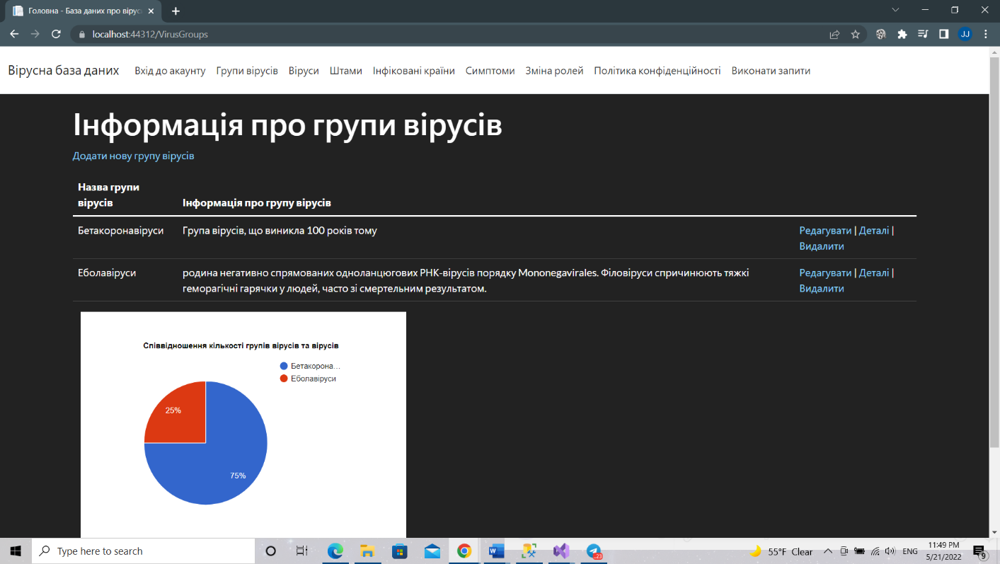 Головна - База даних про вірус
localhost:44312/VirusGroups
JJ
Вірусна база даних Вхід до акаунту Групи вірусів Віруси Штами Інфіковані країни Симптоми Зміна ролей Політика конфіденційності Виконати запити
Інформація про групи вірусів
Додати нову групу вірусів
Назва групи
вірусів
Інформація про групу вірусів
Бетакоронавіруси
Група вірусів, що виникла 100 років тому
Редагувати | Деталі |
Видалити
Еболавіруси
родина негативно спрямованих одноланцюгових РНК-вірусів порядку Mononegavirales. Філовіруси спричинюють тяжкі
геморагічні гарячки у людей, часто зі смертельним результатом.
Редагувати | Деталі |
Видалити
Співвідношення кількості групів вірусів та вірусів
Бетакорона...
Еболавіруси
25%
75%
Type here to search
23
55°F Clear
ENG
11:49 PM
5/21/2022
9